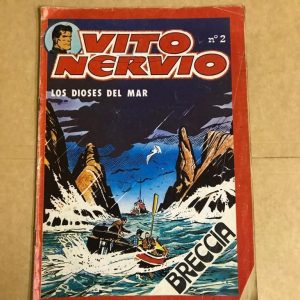 VITO
nº 2
NERVIO
LOS DIOSES DEL MAR
BRECCIA